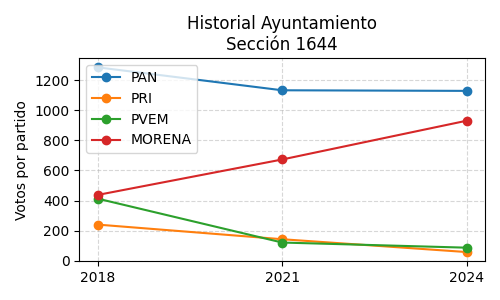 Historial Ayuntamiento
Sección 1644
Votos por partido
1200
1000
800
600
400
200
0
PAN
PRI
PVEM
MORENA
2018
2021
2024